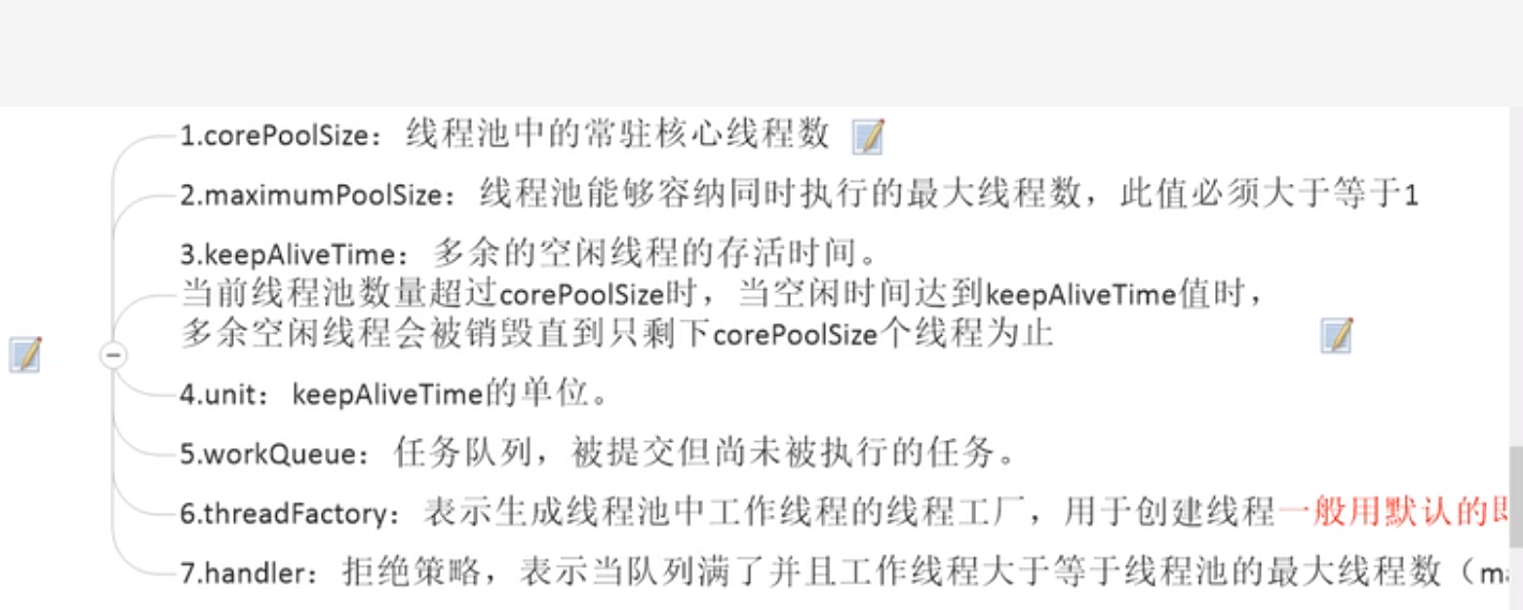 1.corePoolSize：线程池中的常驻核心线程数
2.maximumPoolSize：线程池能够容纳同时执行的最大线程数，此值必须大于等于1
3.keepAliveTime：多余的空闲线程的存活时间。
当前线程池数量超过corePoolSize时，当空闲时间达到keepAliveTime值时，
多余空闲线程会被销毁直到只剩下corePoolSize个线程为止
4.unit：keepAliveTime的单位。
5.workQueue：任务队列，被提交但尚未被执行的任务。
6.threadFactory：表示生成线程池中工作线程的线程工厂，用于创建线程一般用默认的
7.handler：拒绝策略，表示当队列满了并且工作线程大于等于线程池的最大线程数（m